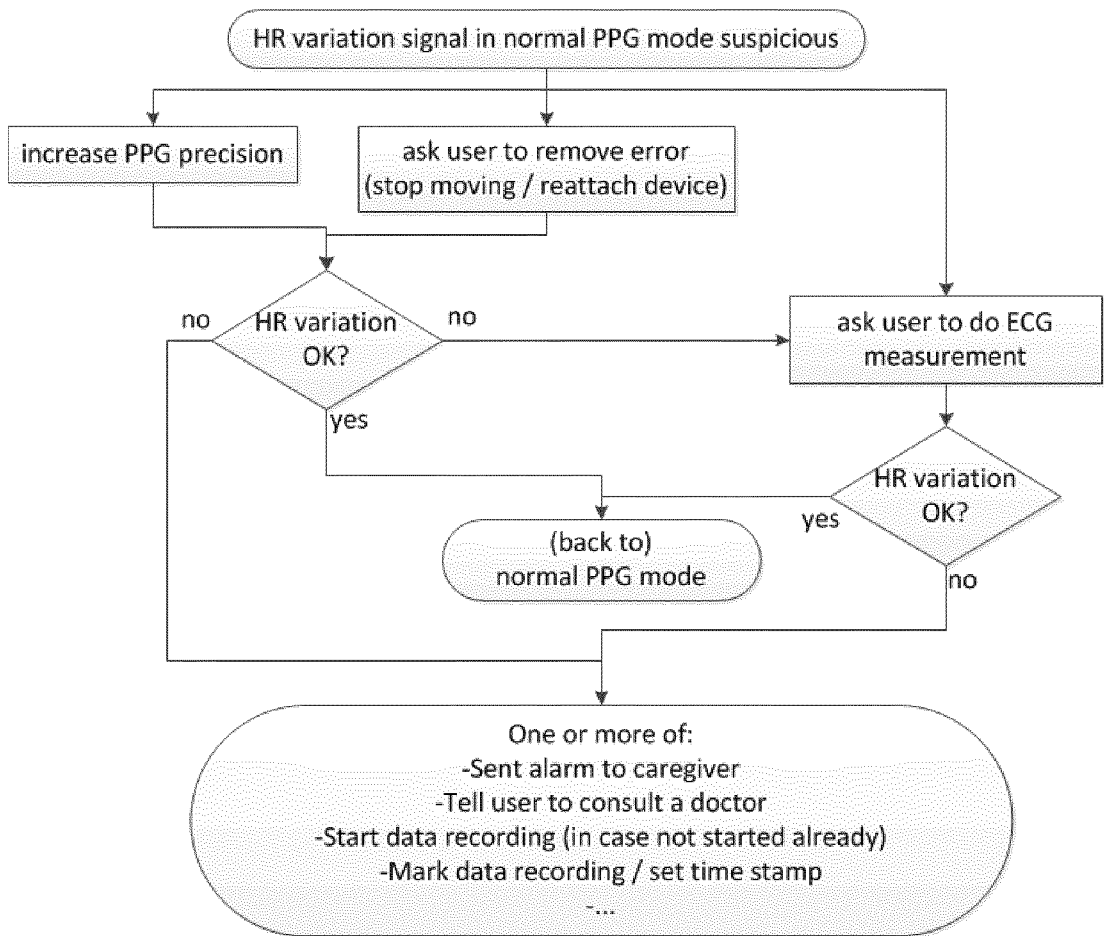 HR variation signal in normal PPG mode suspicious
increase PPG precision
ask user to remove error
(stop moving / reattach device)
no
HR variation
OK?
no
yes
ask user to do ECG
measurement
HR variation
OK?
yes
no
(back to)
normal PPG mode
One or more of:
-Sent alarm to caregiver
-Tell user to consult a doctor
-Start data recording (in case not started already)
-Mark data recording / set time stamp
-...